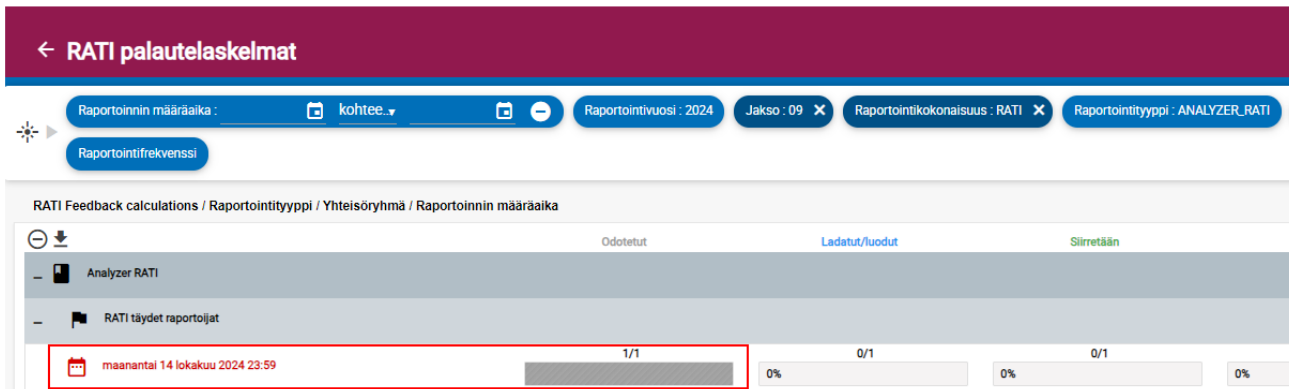 RATI palautelaskelmat
Raportoinnin määräaika : kohtee.. Raportointivuosi : 2024 Jakso : 09 Raportointikokonaisuus : RATI Raportointityyppi : ANALYZER_RATI
Raportointifrekvenssi
RATI Feedback calculations / Raportointityyppi / Yhteisöryhmä / Raportoinnin määräaika
Odotetut Ladatut/luodut Siirretään
Analyzer RATI
RATI täydet raportoijat
1/1 0/1 0/1
maanantai 14 lokakuu 2024 23:59
0% 0% 0%